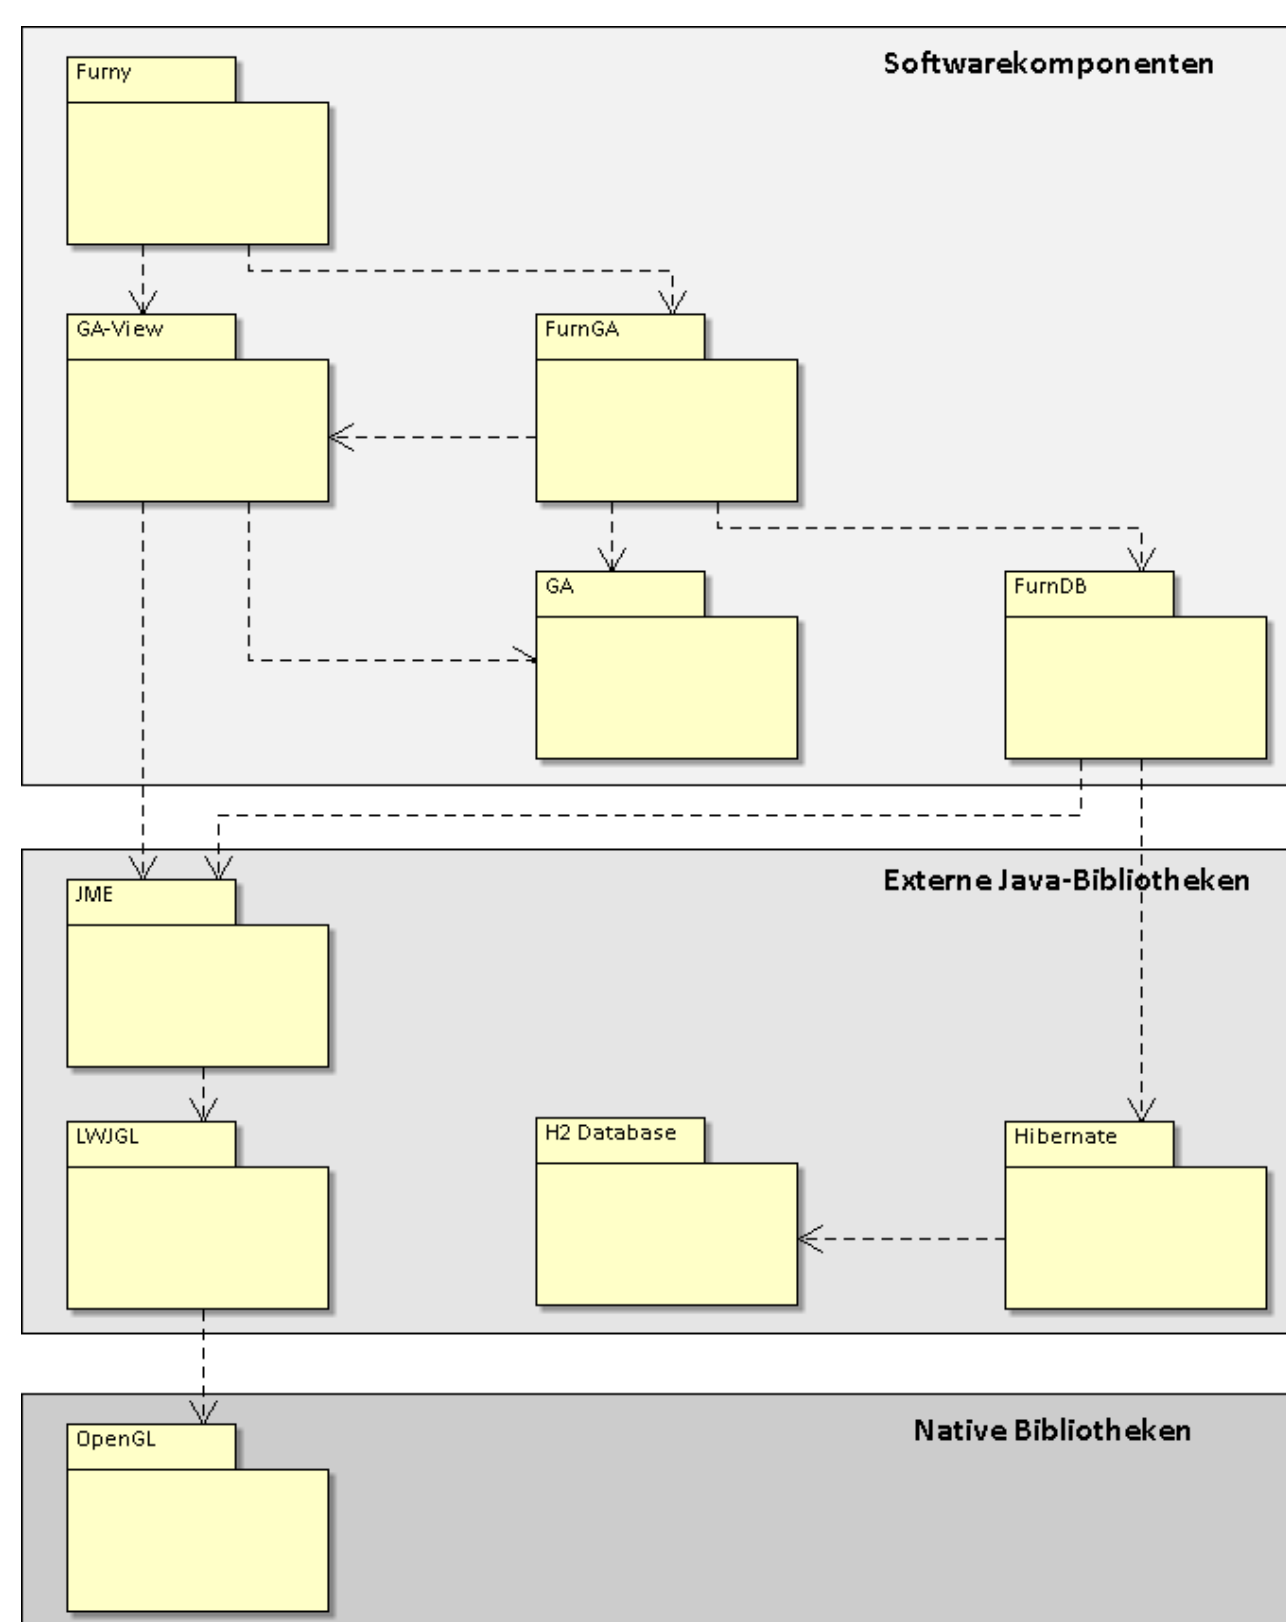 Softwarekomponenten
Furny
GA-View
FurnGA
GA
FurnDB
Externe Java-Bibliotheken
JME
LWJGL
H2 Database
Hibernate
Native Bibliotheken
OpenGL